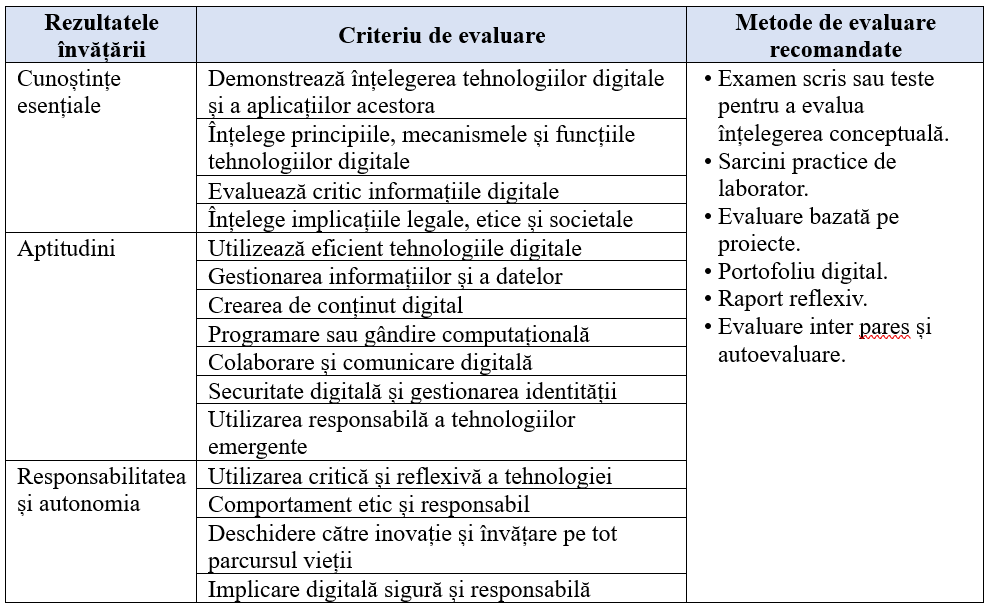 Rezultatele
învățării
Criteriu de evaluare
Metode de evaluare
recomandate
Cunoștințe
esențiale
Demonstrează înțelegerea tehnologiilor digitale
și a aplicațiilor acestora
Înțelege principiile, mecanismele și funcțiile
tehnologiilor digitale
Evaluează critic informațiile digitale
Înțelege implicațiile legale, etice și societale
Aptitudini
Utilizează eficient tehnologiile digitale
Gestionarea informațiilor și a datelor
Crearea de conținut digital
Programare sau gândire computațională
Colaborare și comunicare digitală
Securitate digitală și gestionarea identității
Utilizarea responsabilă a tehnologiilor
emergente
Responsabilitatea
și autonomia
Utilizarea critică și reflexivă a tehnologiei
Comportament etic și responsabil
Deschidere către inovație și învățare pe tot
parcursul vieții
Implicare digitală sigură și responsabilă
• Examen scris sau teste
pentru a evalua
înțelegerea conceptuală.
• Sarcini practice de
laborator.
• Evaluare bazată pe
proiecte.
• Portofoliu digital.
• Raport reflexiv.
• Evaluare inter pares și
autoevaluare.